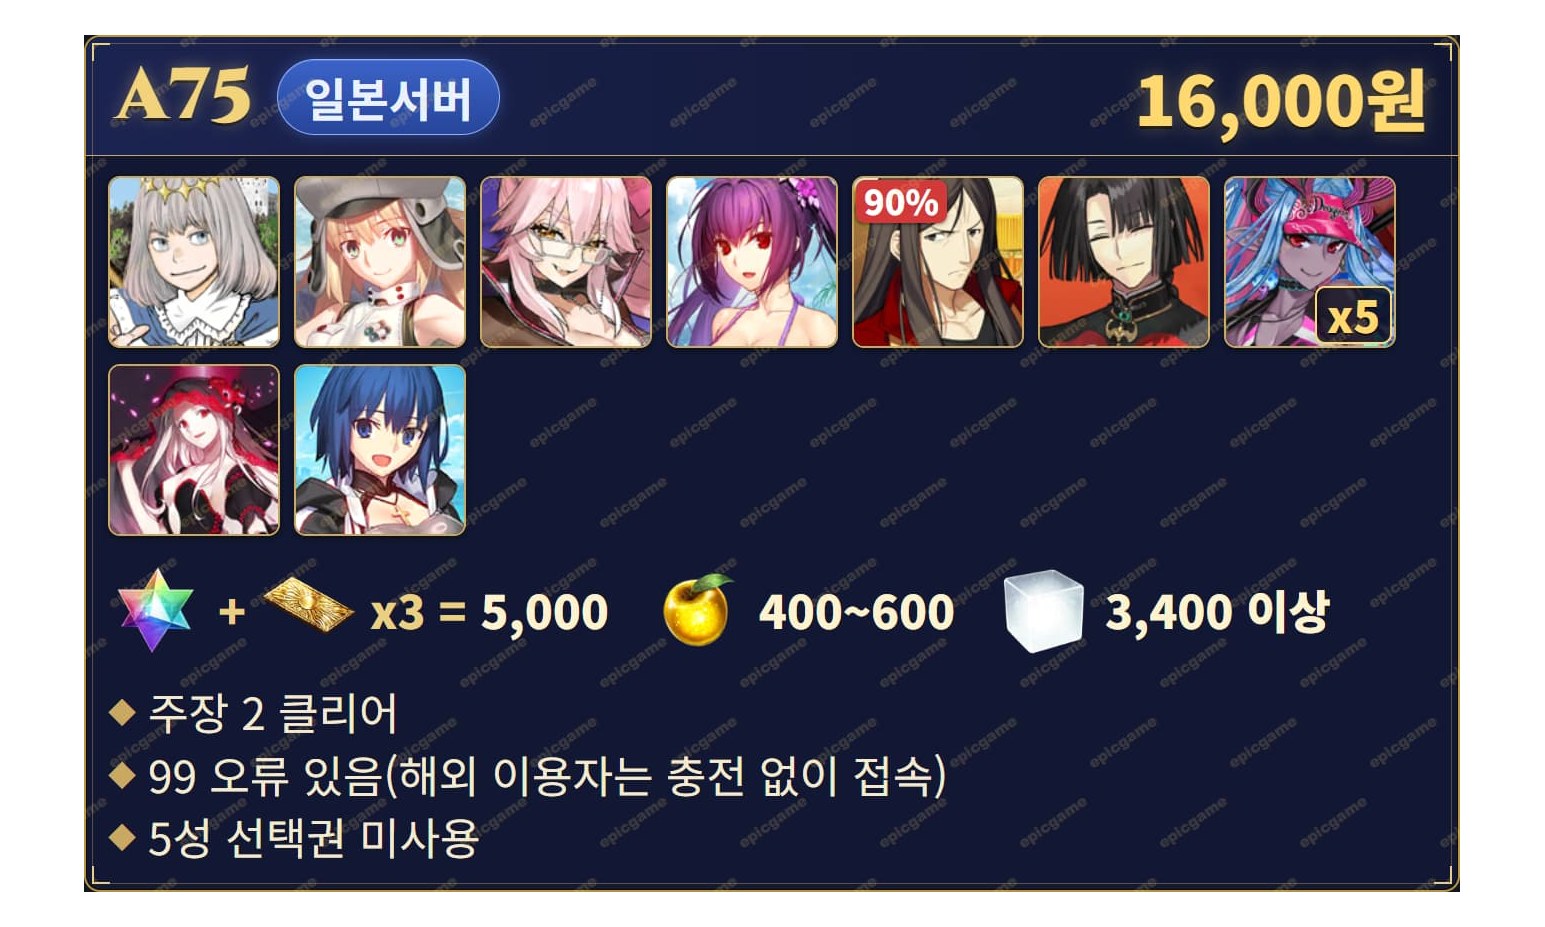 A75 일본서버 16,000원
90%
x5
+ x3 = 5,000 400~600 3,400 이상
주장 2 클리어
99 오류 있음(해외 이용자는 충전 없이 접속)
5성 선택권 미사용
epicgame